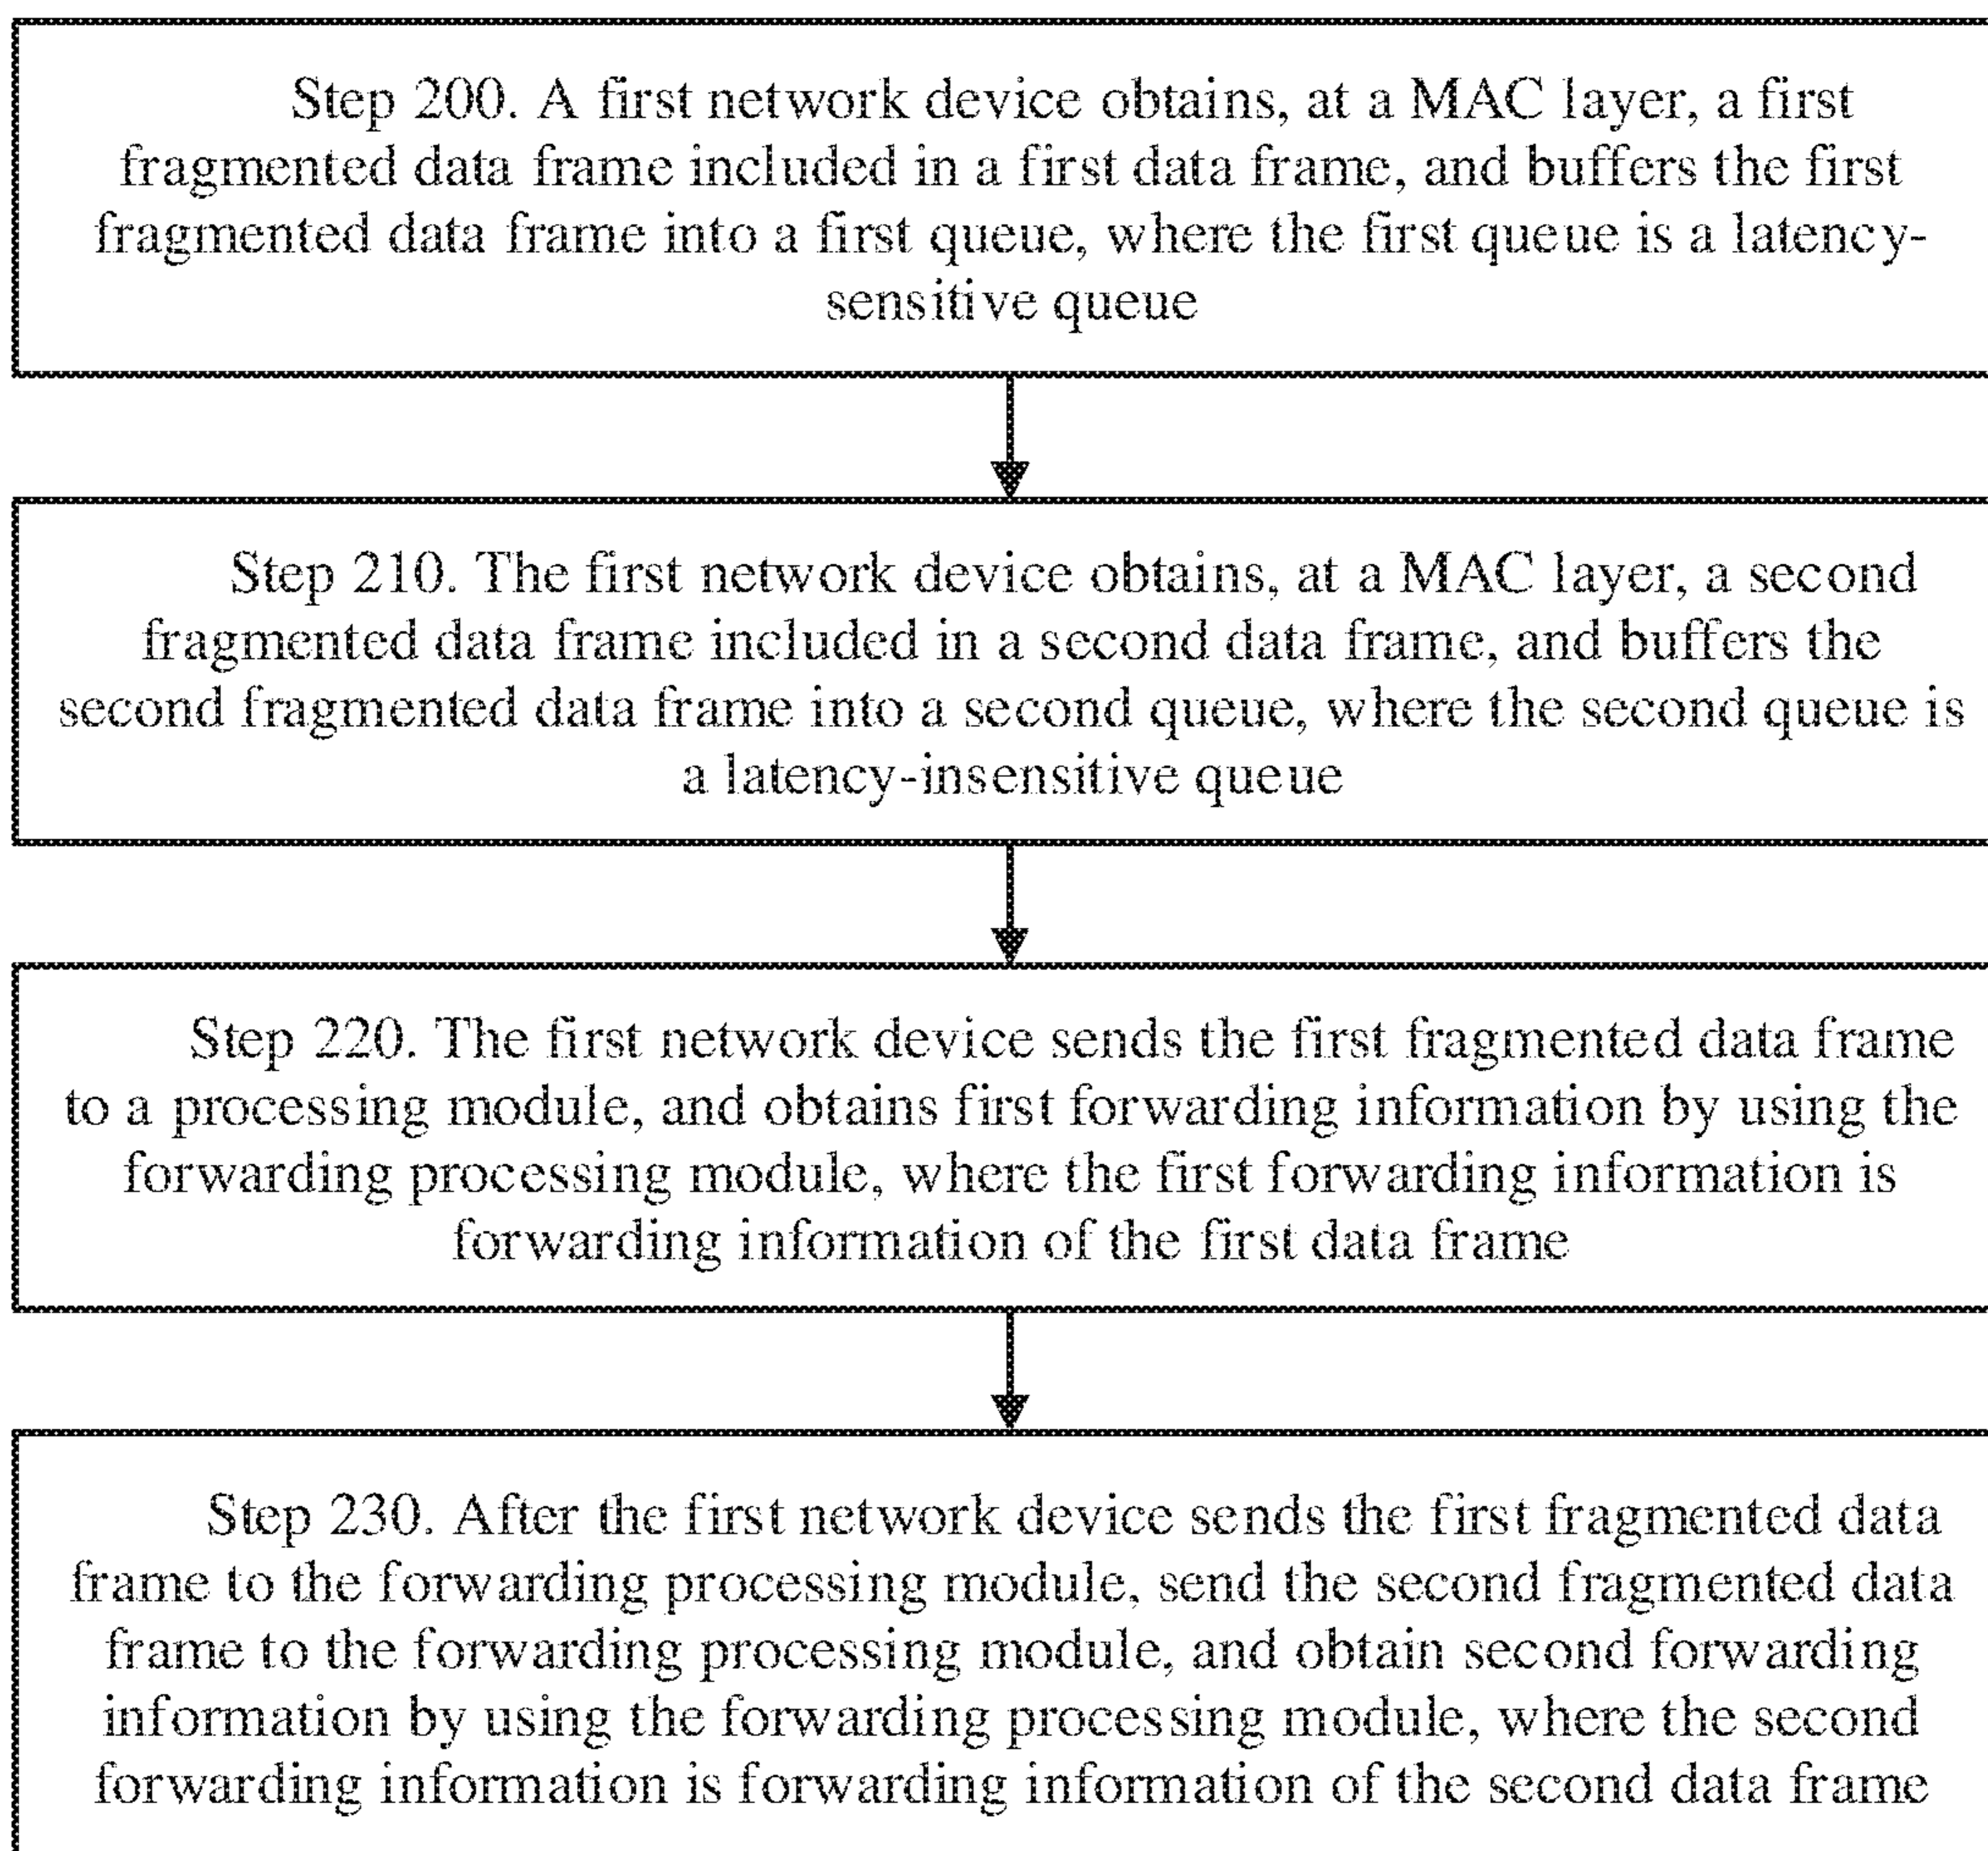 Step 200. A first network device obtains, at a MAC layer, a first
fragmented data frame included in a first data frame, and buffers the first
fragmented data frame into a first queue, where the first queue is a latency-
sensitive queue
Step 210. The first network device obtains, at a MAC layer, a second
fragmented data frame included in a second data frame, and buffers the
second fragmented data frame into a second queue, where the second queue is
a latency-insensitive queue
Step 220. The first network device sends the first fragmented data frame
to a processing module, and obtains first forwarding information by using the
forwarding processing module, where the first forwarding information is
forwarding information of the first data frame
Step 230. After the first network device sends the first fragmented data
frame to the forwarding processing module, send the second fragmented data
frame to the forwarding processing module, and obtain second forwarding
information by using the forwarding processing module, where the second
forwarding information is forwarding information of the second data frame